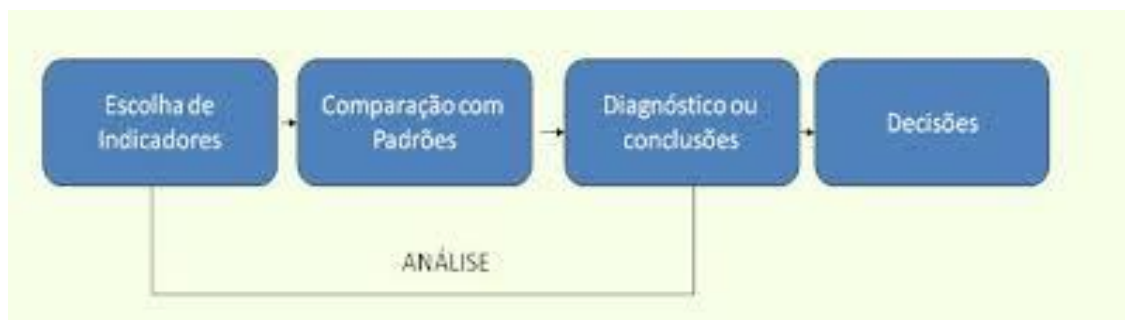 Escolha de
Indicadores
Comparação com
Padrões
Diagnóstico ou
conclusões
Decisões
ANÁLISE